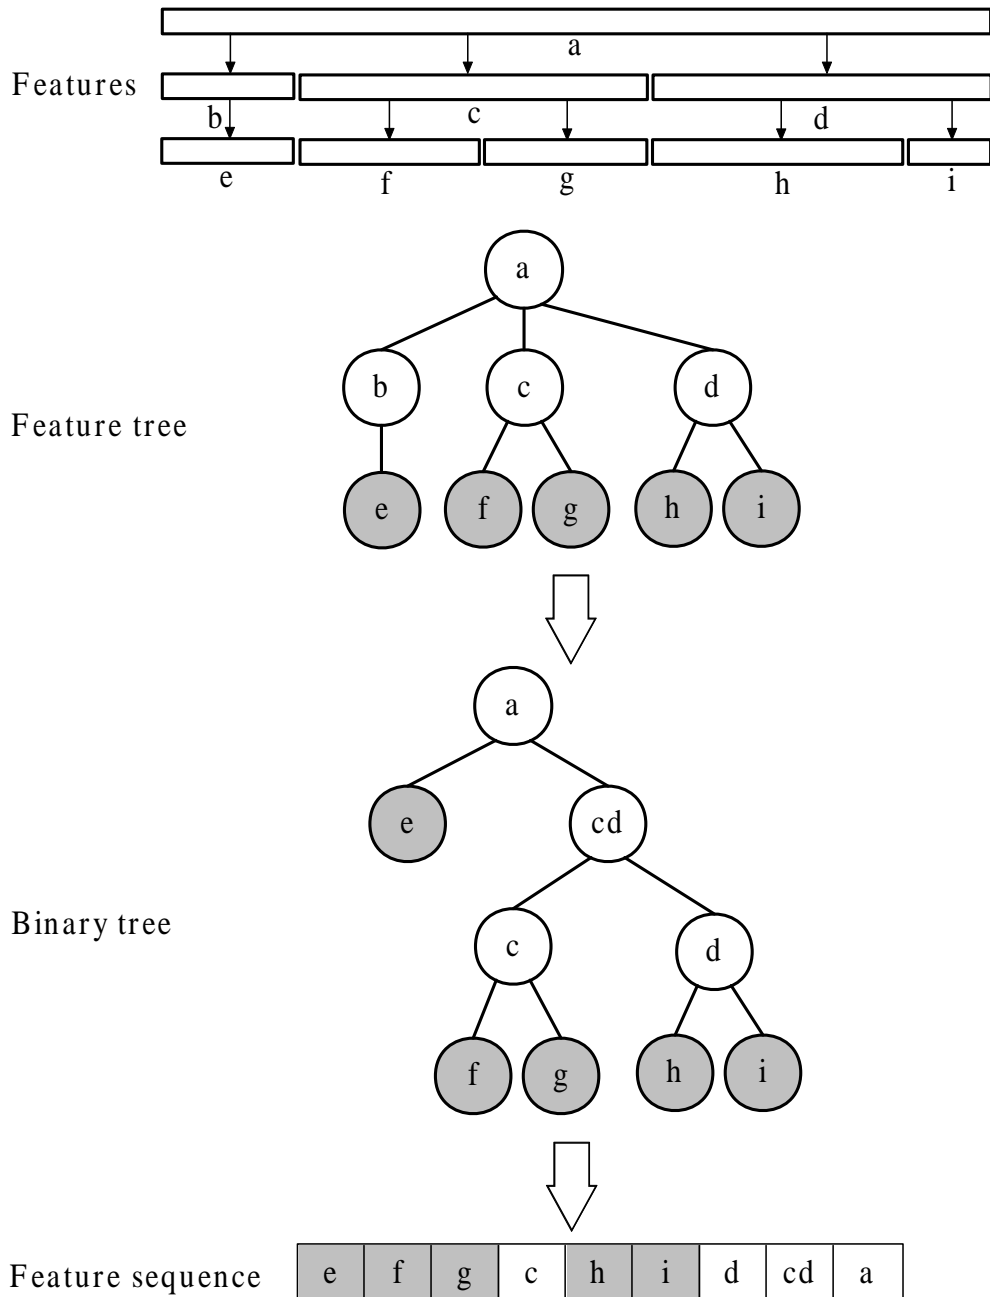 a
Features
b c d
e f g h i
a
b c d
Feature tree
e f g h i
a
e cd
Binary tree
c d
f g h i
Feature sequence e f g c h i d cd a